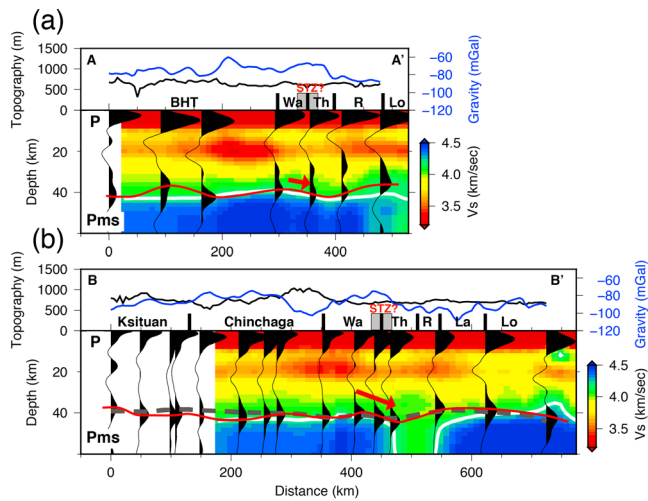 (a)
Topography (m)
1500
1000
500
0
A
A'
−60
−80
−100
−120
Gravity (mGal)
STZ?
BHT
Wa
Th
R
Lo
P
Pms
Depth (km)
20
40
0
200
400
4.5
4.0
3.5
Vs (km/sec)
(b)
Topography (m)
1500
1000
500
0
B
B'
−60
−80
−100
−120
Gravity (mGal)
STZ?
Ksituan
Chinchaga
Wa
Th
R
La
Lo
P
Pms
Depth (km)
20
40
0
200
400
600
Distance (km)
4.5
4.0
3.5
Vs (km/sec)